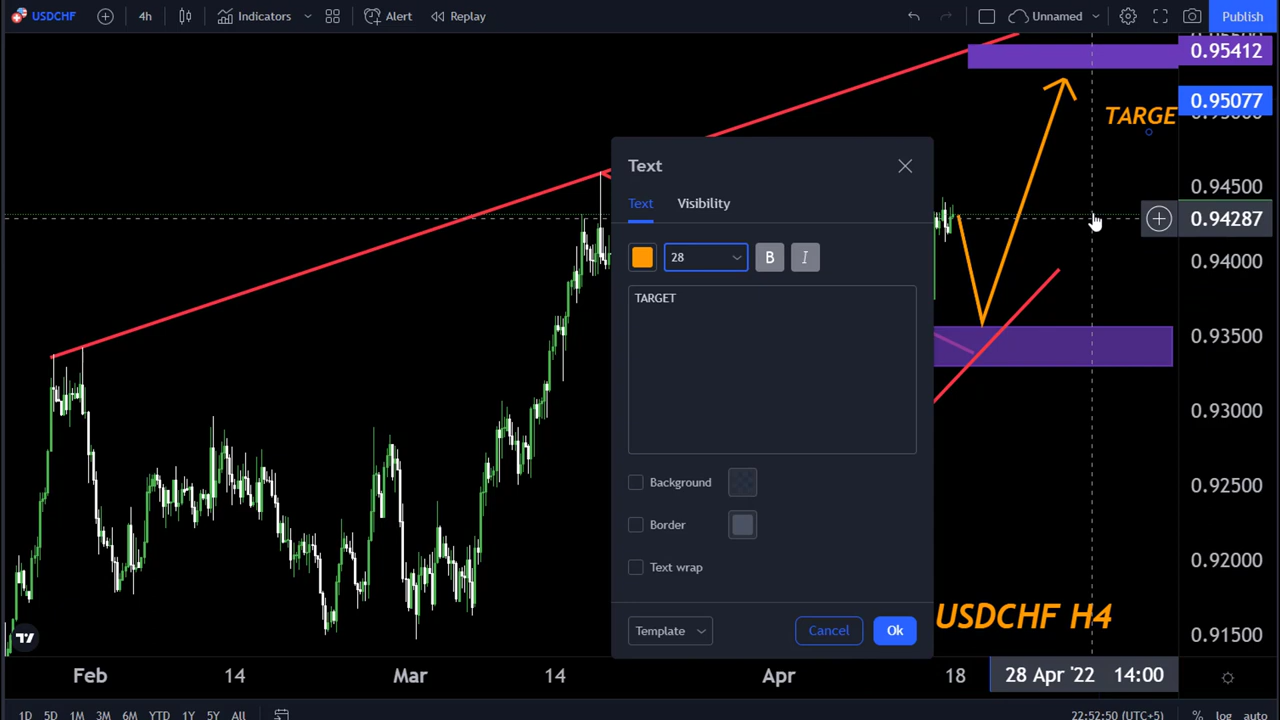 USDCHF 4h Indicators Alert Replay Unnamed Publish
0.95412
0.95077
TARGE
0.94500
0.94287
0.94000
0.93500
0.93000
0.92500
0.92000
0.91500
Text
Text Visibility
28 B I
TARGET
Background
Border
Text wrap
Template Cancel Ok
USDCHF H4
Feb 14 Mar 14 Apr 18 28 Apr '22 14:00
1D 5D 1M 3M 6M YTD 1Y 5Y All 22:52:50 (UTC+5) % log auto